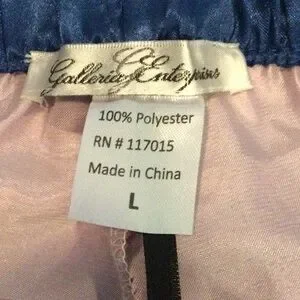 Galleria Enterprises
100% Polyester
RN # 117015
Made in China
L